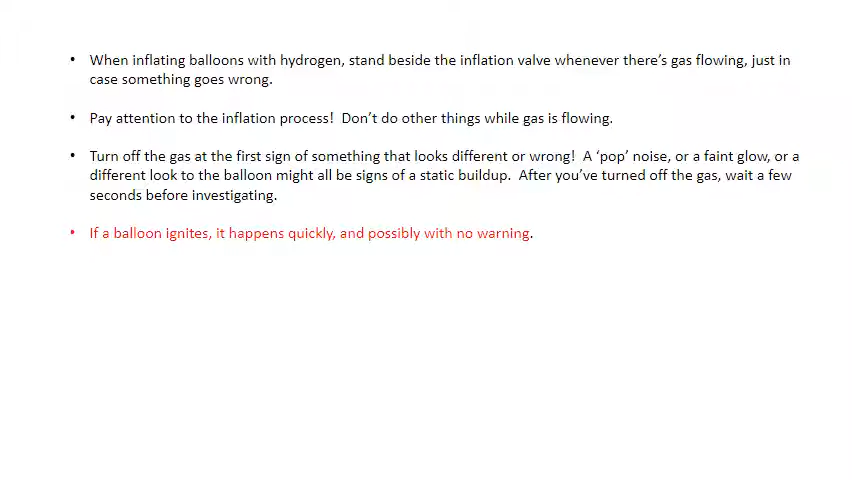 • When inflating balloons with hydrogen, stand beside the inflation valve whenever there’s gas flowing, just in
case something goes wrong.
• Pay attention to the inflation process!  Don’t do other things while gas is flowing.
• Turn off the gas at the first sign of something that looks different or wrong!  A ‘pop’ noise, or a faint glow, or a
different look to the balloon might all be signs of a static buildup.  After you’ve turned off the gas, wait a few
seconds before investigating.
• If a balloon ignites, it happens quickly, and possibly with no warning.